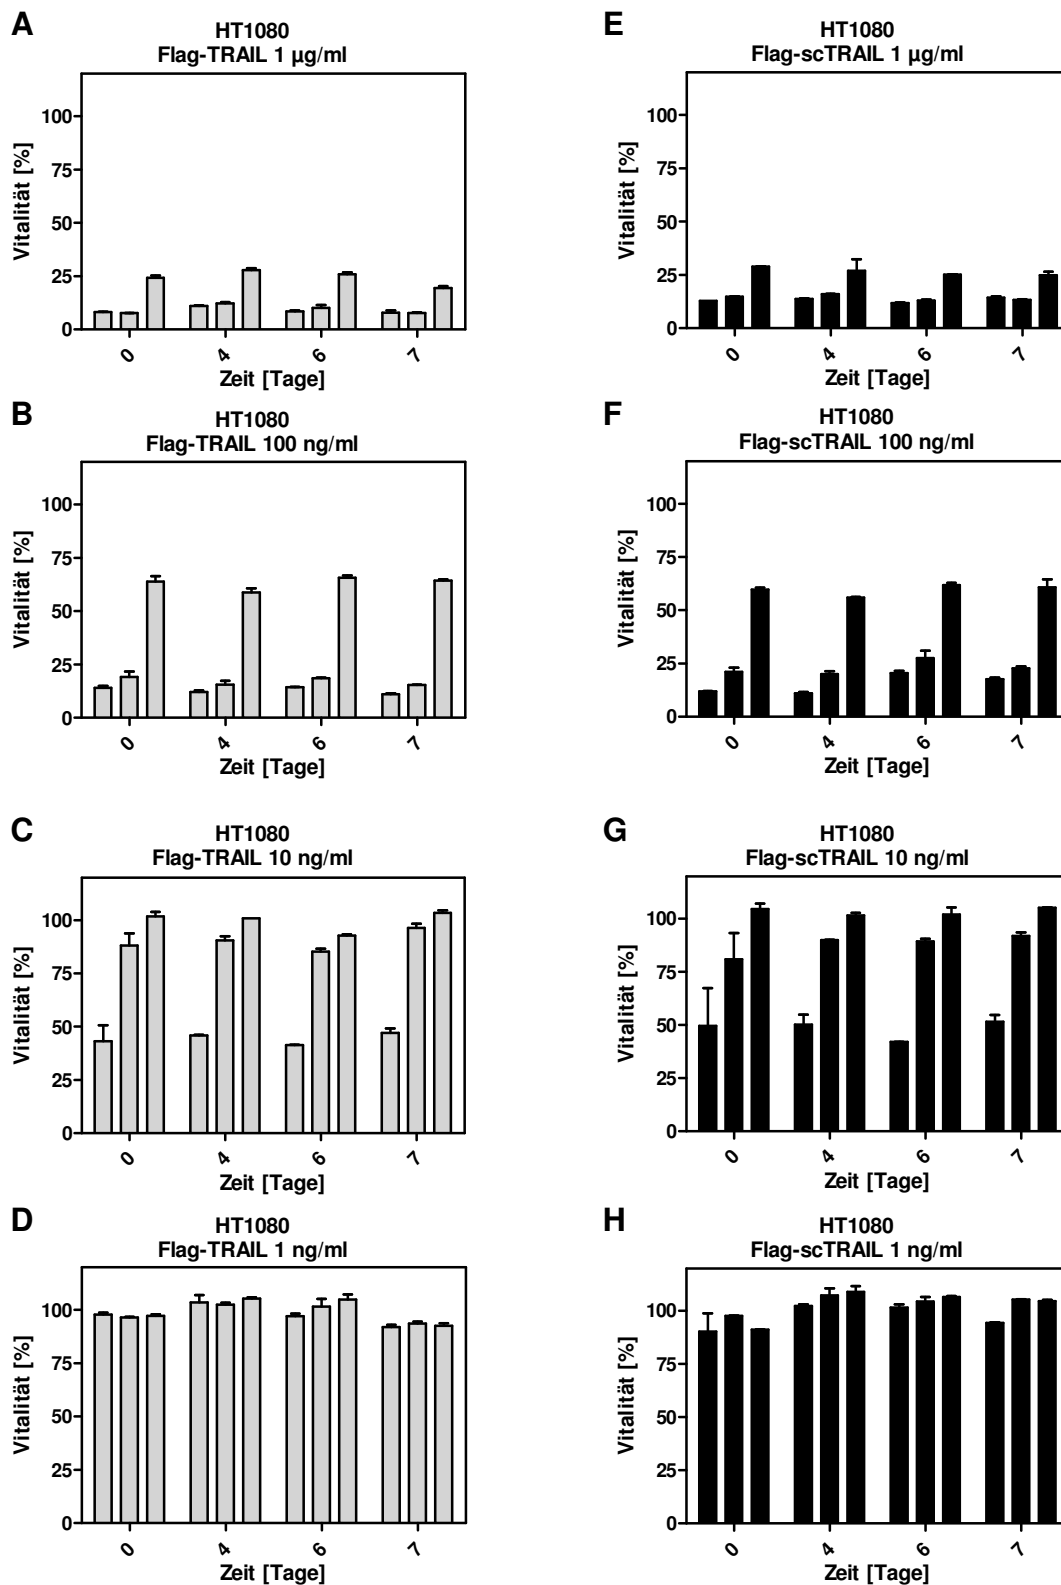 A
HT1080
Flag-TRAIL 1 µg/ml
Vitalität [%]
100
75
50
25
0
0 4 6 7
Zeit [Tage]
B
HT1080
Flag-TRAIL 100 ng/ml
Vitalität [%]
100
75
50
25
0
0 4 6 7
Zeit [Tage]
C
HT1080
Flag-TRAIL 10 ng/ml
Vitalität [%]
100
75
50
25
0
0 4 6 7
Zeit [Tage]
D
HT1080
Flag-TRAIL 1 ng/ml
Vitalität [%]
100
75
50
25
0
0 4 6 7
Zeit [Tage]
E
HT1080
Flag-scTRAIL 1 µg/ml
Vitalität [%]
100
75
50
25
0
0 4 6 7
Zeit [Tage]
F
HT1080
Flag-scTRAIL 100 ng/ml
Vitalität [%]
100
75
50
25
0
0 4 6 7
Zeit [Tage]
G
HT1080
Flag-scTRAIL 10 ng/ml
Vitalität [%]
100
75
50
25
0
0 4 6 7
Zeit [Tage]
H
HT1080
Flag-scTRAIL 1 ng/ml
Vitalität [%]
100
75
50
25
0
0 4 6 7
Zeit [Tage]